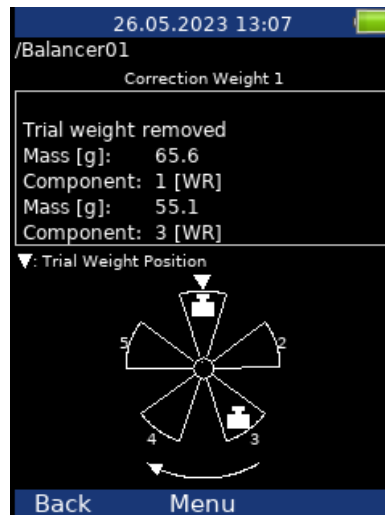 26.05.2023 13:07
/Balancer01
Correction Weight 1
Trial weight removed
Mass [g]: 65.6
Component: 1 [WR]
Mass [g]: 55.1
Component: 3 [WR]
: Trial Weight Position
5
2
4
3
Back Menu